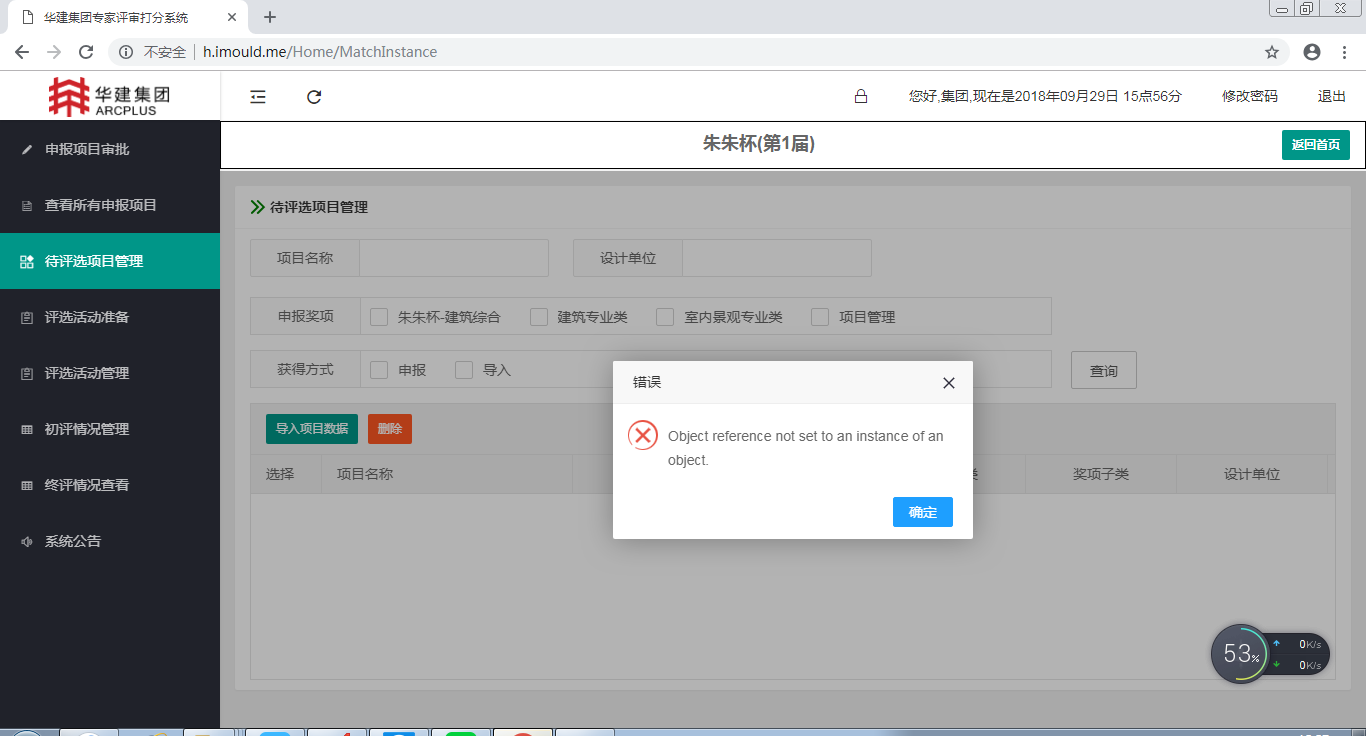 华建集团专家评审打分系统
不安全 h.imould.me/Home/MatchInstance
华建集团
ARCPLUS
您好,集团,现在是2018年09月29日 15点56分 修改密码 退出
朱朱杯(第1届)
返回首页
申报项目审批
查看所有申报项目
待评选项目管理
评选活动准备
评选活动管理
初评情况管理
终评情况查看
系统公告
待评选项目管理
项目名称 设计单位
申报奖项 朱朱杯-建筑综合 建筑专业类 室内景观专业类 项目管理
获得方式 申报 导入 查询
导入项目数据 删除
选择 项目名称 奖项子类 设计单位
错误
Object reference not set to an instance of an
object.
确定
53%
0K/s
0K/s